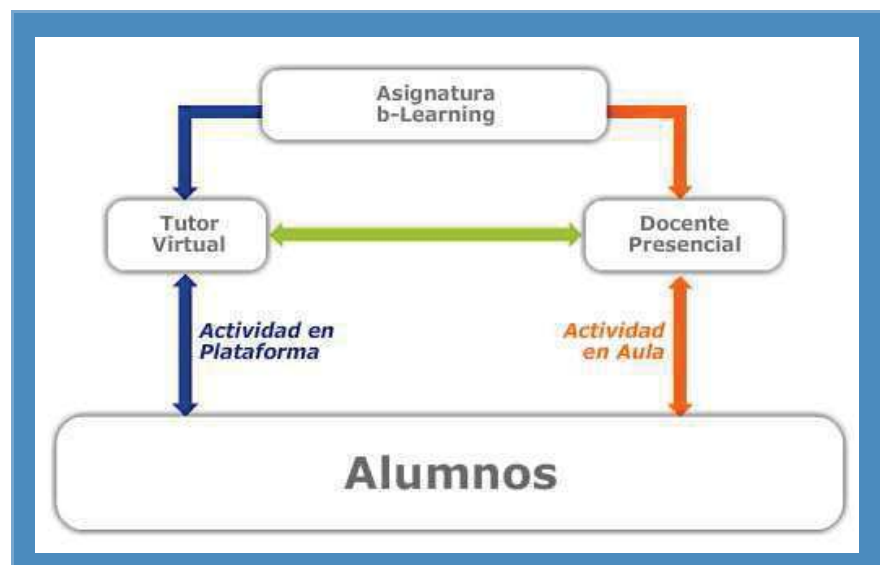 Asignatura
b-Learning
Tutor
Virtual
Docente
Presencial
Actividad en
Plataforma
Actividad
en Aula
Alumnos